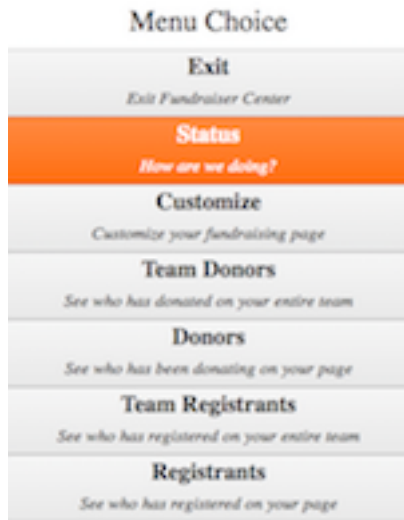 Menu Choice
Exit
Exit Fundraiser Center
Status
How are we doing?
Customize
Customize your fundraising page
Team Donors
See who has donated on your entire team
Donors
See who has been donating on your page
Team Registrants
See who has registered on your entire team
Registrants
See who has registered on your page